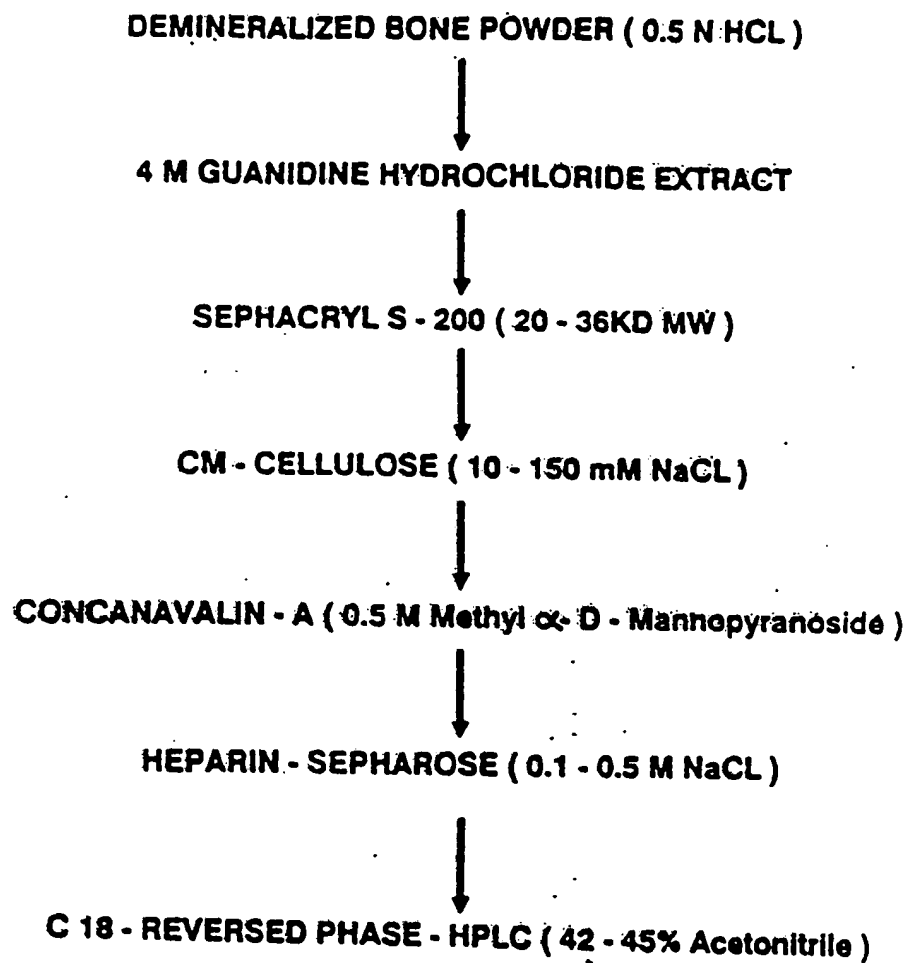 DEMINERALIZED BONE POWDER ( 0.5 N HCL )
4 M GUANIDINE HYDROCHLORIDE EXTRACT
SEPHACRYL S - 200 ( 20 - 36KD MW )
CM - CELLULOSE ( 10 - 150 mM NaCL )
CONCANAVALIN - A ( 0.5 M Methyl α- D - Mannopyranoside )
HEPARIN - SEPHAROSE ( 0.1 - 0.5 M NaCL )
C 18 - REVERSED PHASE - HPLC ( 42 - 45% Acetonitrile )